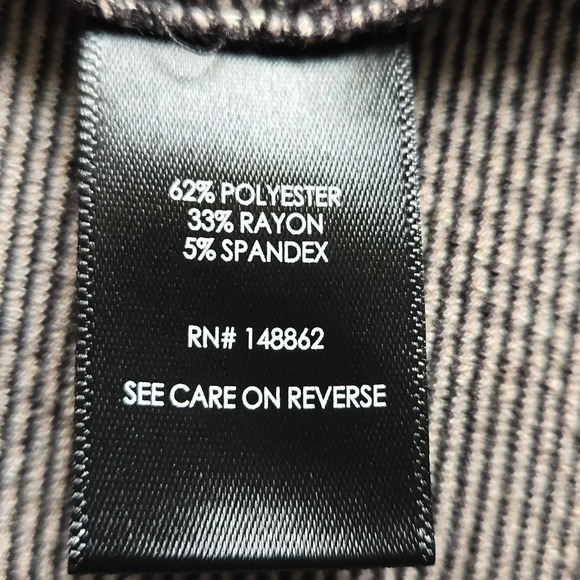 62% POLYESTER
33% RAYON
5% SPANDEX
RN# 148862
SEE CARE ON REVERSE